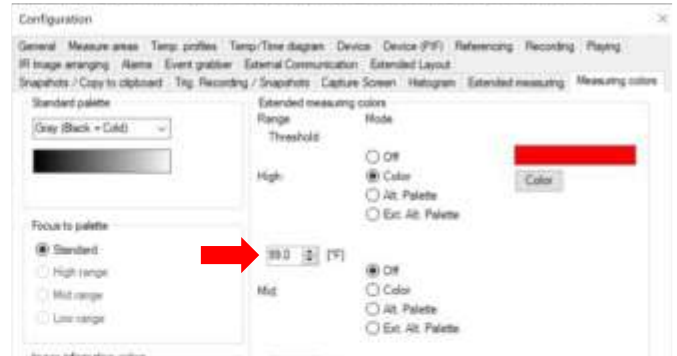 Configuration
General Measure areas Temp. profiles Temp/Time diagram Device Device (PIF) Referencing Recording Playing
IR Image arranging Alarms Event grabber External Communication Extended Layout
Snapshots / Copy to clipboard Trig. Recording / Snapshots Capture Screen Histogram Extended measuring Measuring colors
Standard palette
Gray (Black = Cold)
Focus to palette
Standard
High range
Mid range
Low range
Extended measuring colors
Range Mode
Threshold
High:
Off
Color
Alt. Palette
Ext. Alt. Palette
Color
99.0 [°F]
Mid:
Off
Color
Alt. Palette
Ext. Alt. Palette